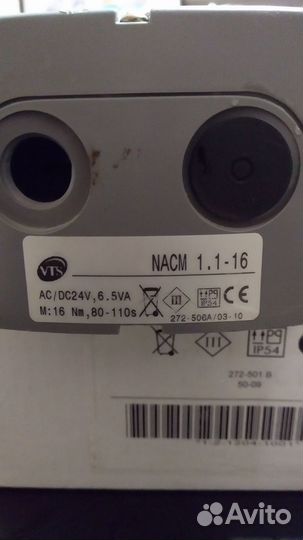 VTS
NACM 1.1-16
AC/DC24V, 6.5VA
M:16 Nm, 80-110s
III
IP54
CE
272-506A/03-10
III
IP54
272-501 B
50-09
Avito